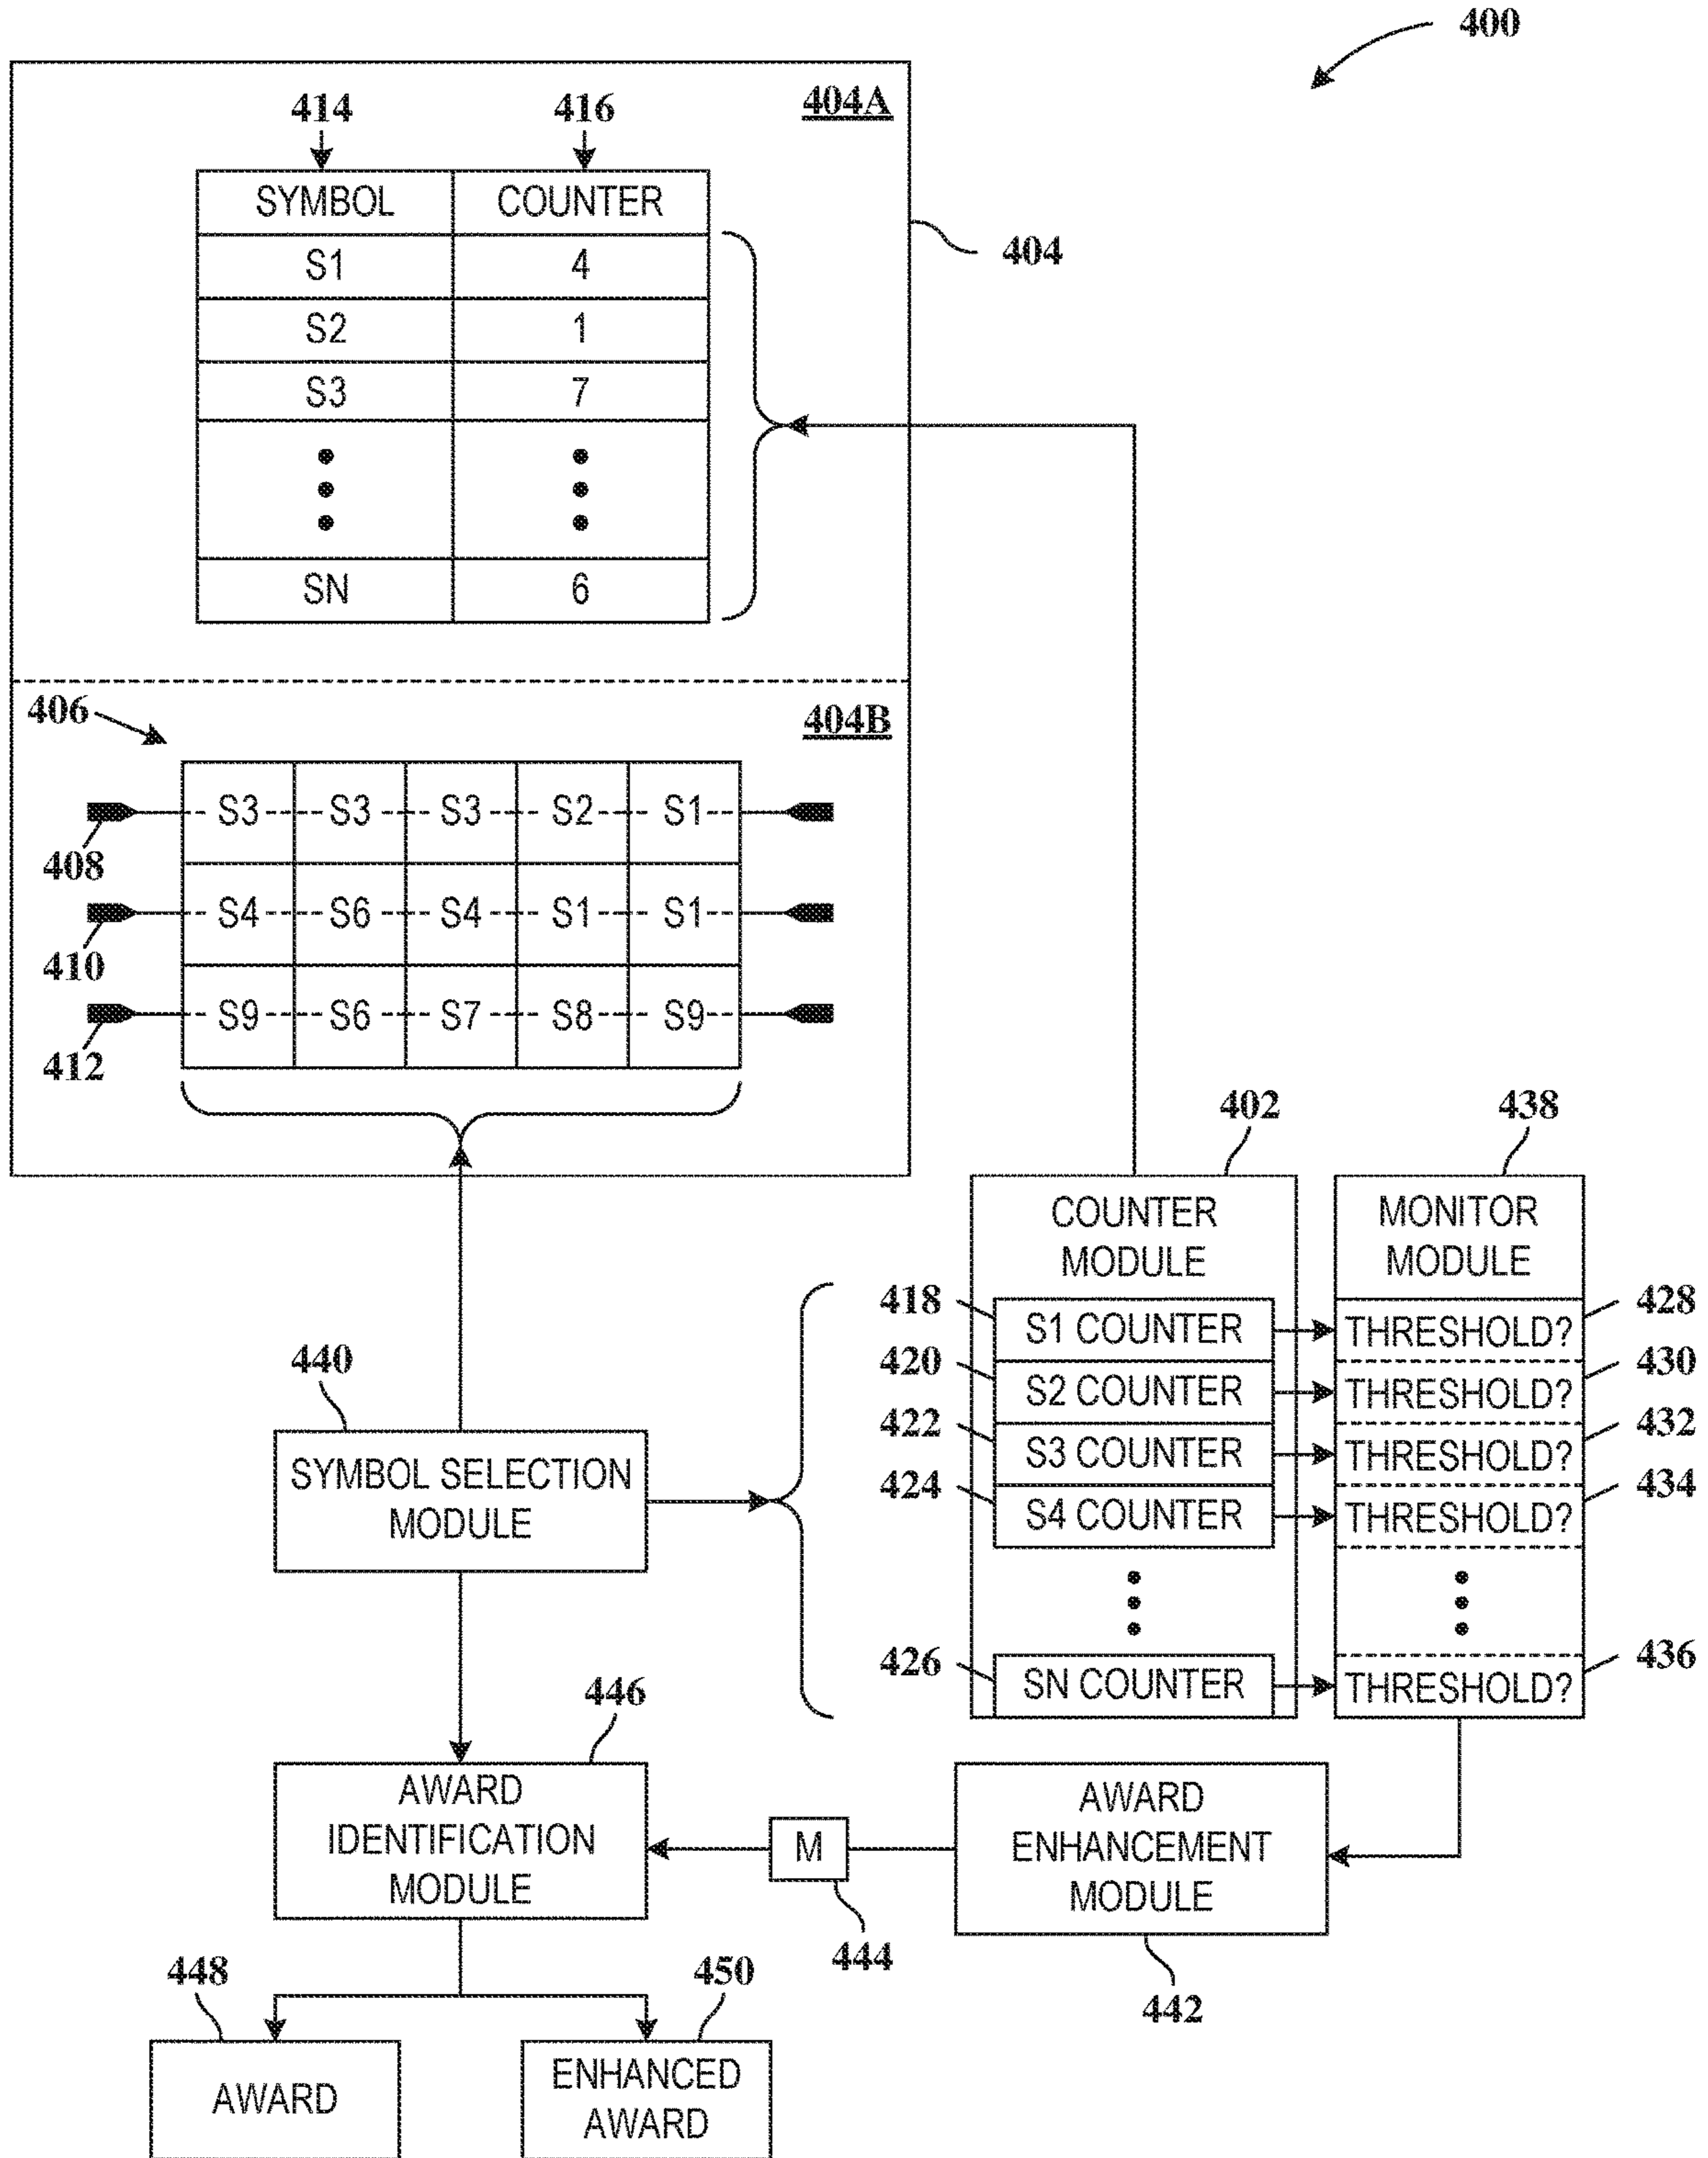 400
404A
414 416
SYMBOL COUNTER
S1 4
404
S2 1
S3 7
SN 6
406
404B
S3 S3 S3 S2 S1
408
S4 S6 S4 S1 S1
410
S9 S6 S7 S8 S9
412
402 438
COUNTER MODULE
MONITOR MODULE
418 S1 COUNTER THRESHOLD? 428
420 S2 COUNTER THRESHOLD? 430
422 S3 COUNTER THRESHOLD? 432
424 S4 COUNTER THRESHOLD? 434
426 SN COUNTER THRESHOLD? 436
440
SYMBOL SELECTION
MODULE
446
AWARD
IDENTIFICATION
MODULE
M
444
AWARD
ENHANCEMENT
MODULE
442
448 450
AWARD
ENHANCED
AWARD